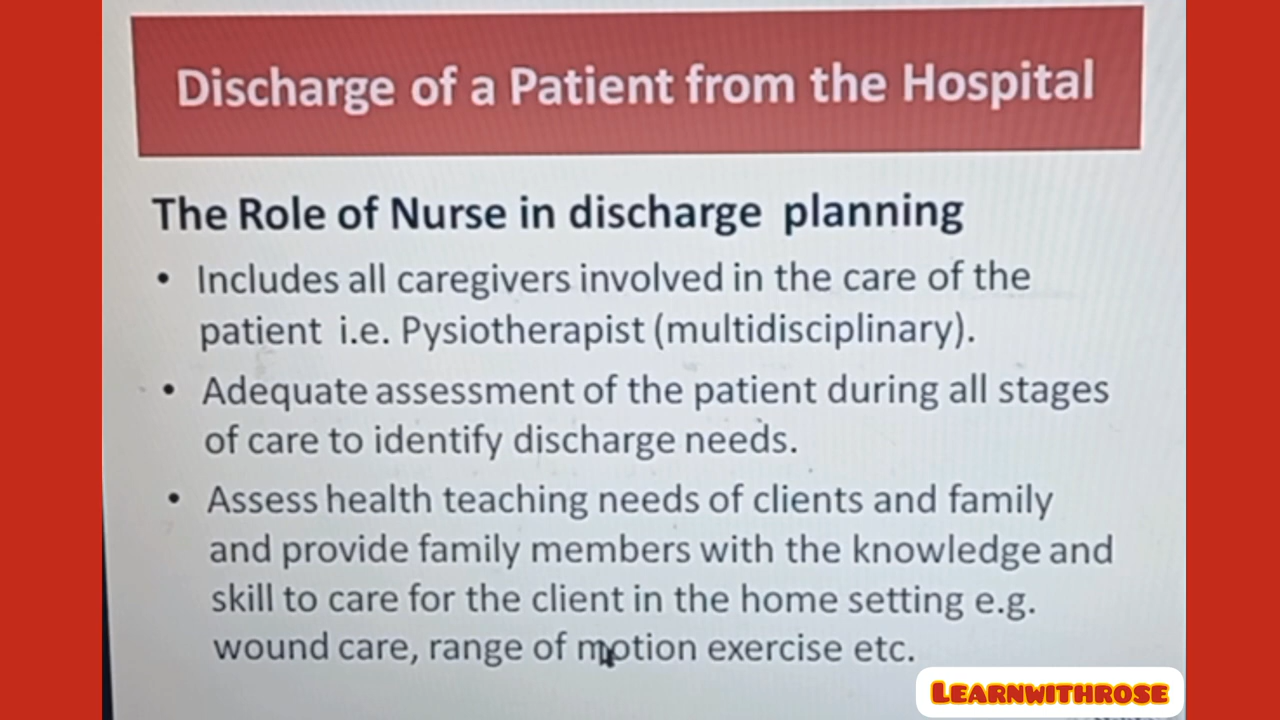 Discharge of a Patient from the Hospital
The Role of Nurse in discharge planning
• Includes all caregivers involved in the care of the
patient i.e. Pysiotherapist (multidisciplinary).
• Adequate assessment of the patient during all stages
of care to identify discharge needs.
• Assess health teaching needs of clients and family
and provide family members with the knowledge and
skill to care for the client in the home setting e.g.
wound care, range of motion exercise etc.
LEARNWITHROSE